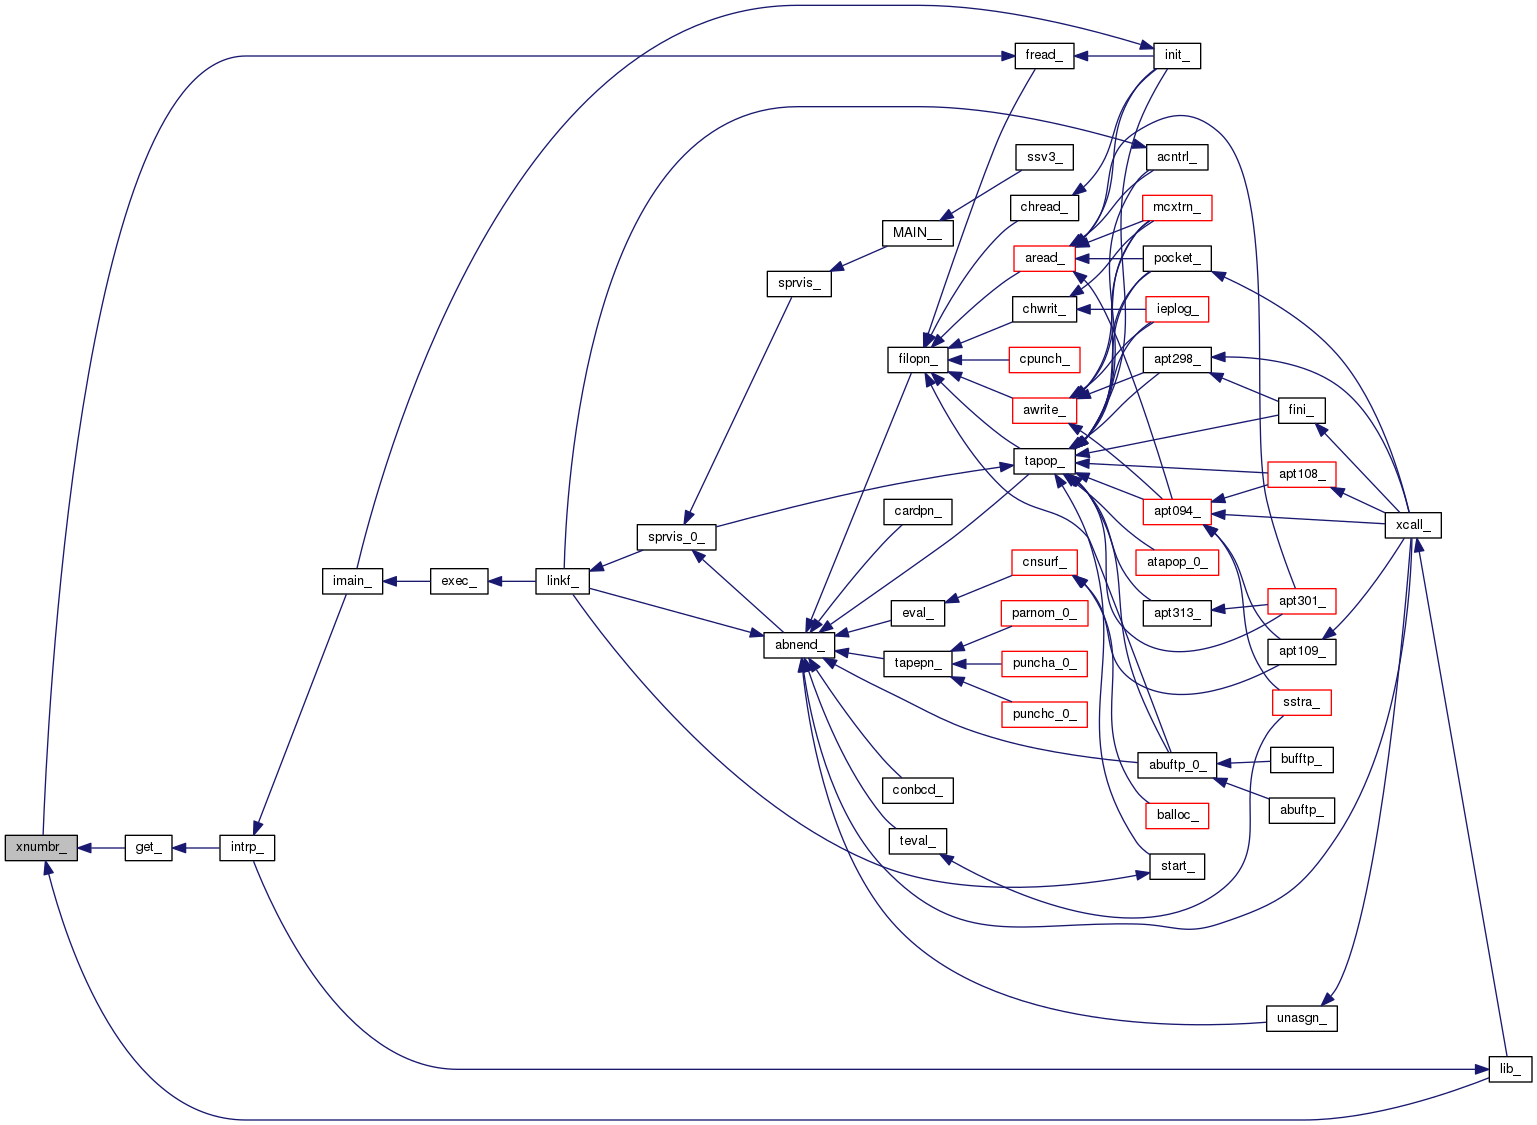 xnumbr_
get_
intrp_
imain_
exec_
linkf_
sprvis_0_
abnend_
sprvis_
MAIN__
filopn_
cardpn_
eval_
tapepn_
conbcd_
teval_
fread_
ssv3_
chread_
aread_
chwrit_
cpunch_
awrite_
tapop_
cnsurf_
parnom_0_
puncha_0_
punchc_0_
init_
acntrl_
mcxtrn_
pocket_
ieplog_
apt298_
apt094_
atapop_0_
apt313_
abuftp_0_
balloc_
start_
fini_
apt108_
apt301_
apt109_
sstra_
bufftp_
abuftp_
unasgn_
xcall_
lib_